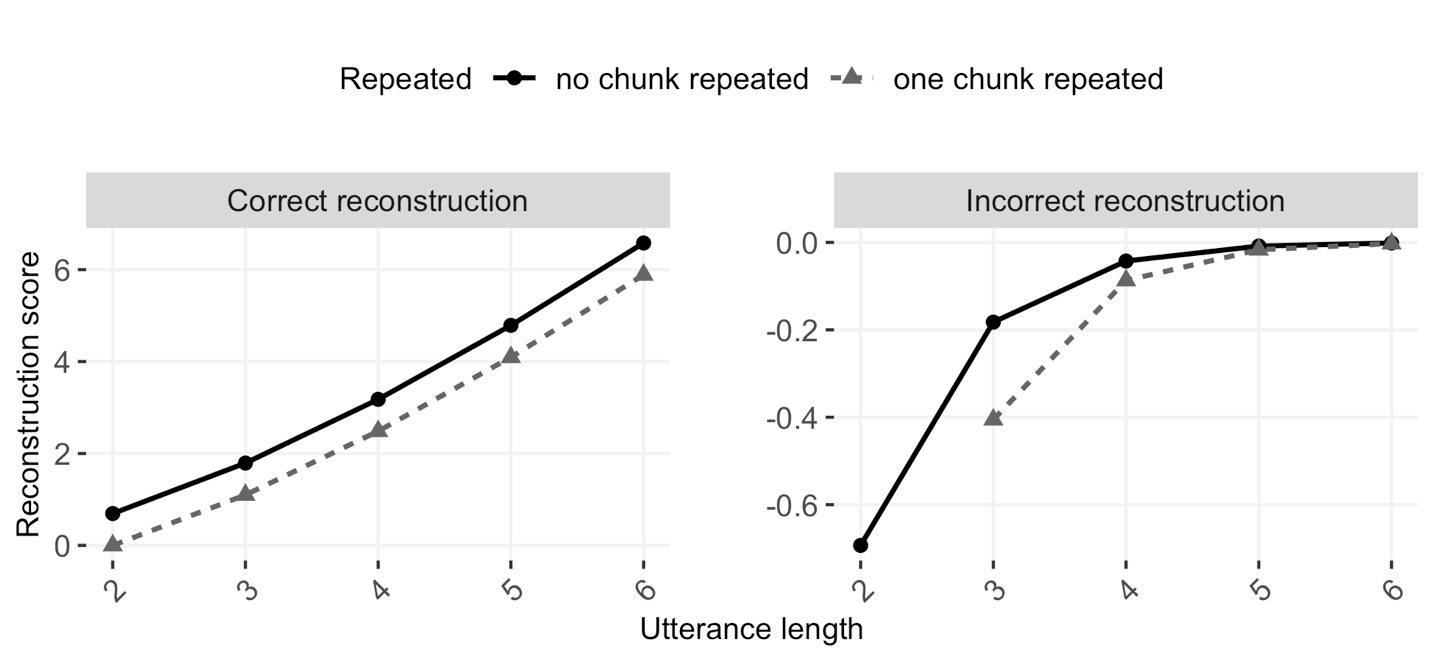 Repeated no chunk repeated one chunk repeated
Correct reconstruction
Incorrect reconstruction
Reconstruction score
6
4
2
0
2 3 4 5 6
0.0
-0.2
-0.4
-0.6
2 3 4 5 6
Utterance length